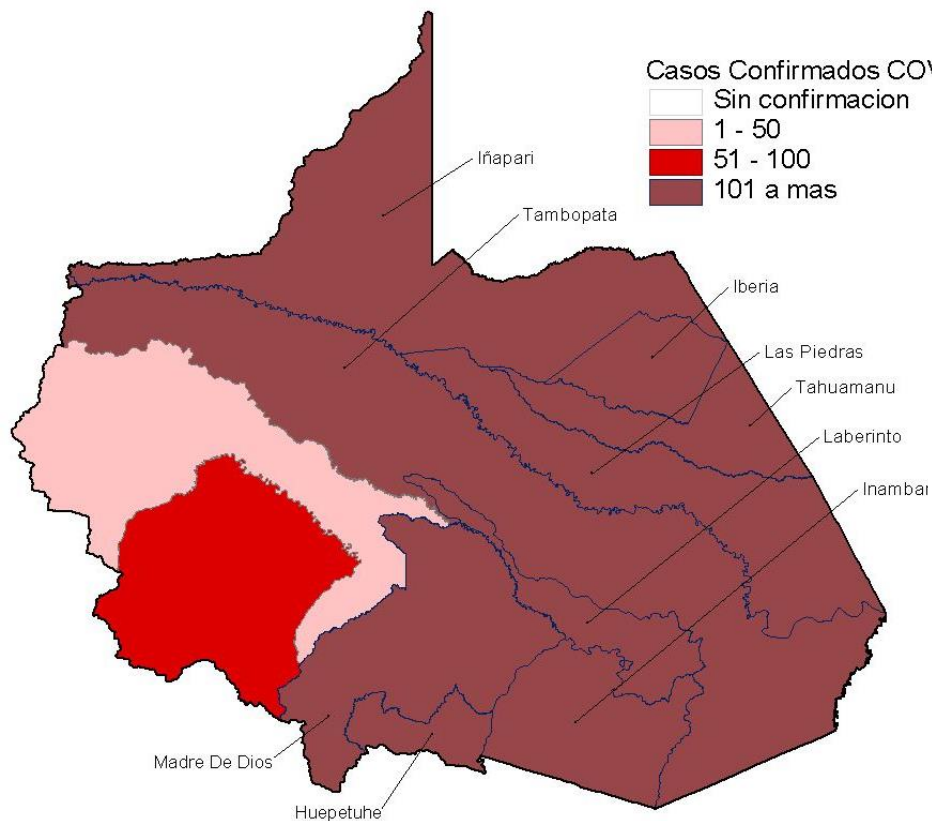 Casos Confirmados COV
Sin confirmacion
1 - 50
51 - 100
101 a mas
Iñapari
Tambopata
Iberia
Las Piedras
Tahuamanu
Laberinto
Inambar
Madre De Dios
Huepetuhe